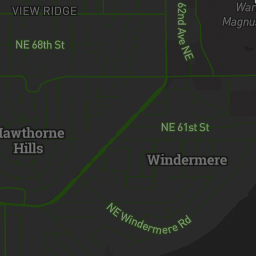 VIEW RIDGE
62nd Ave NE
Magnus
NE 68th St
NE 61st St
Hawthorne
Hills
Windermere
NE Windermere Rd